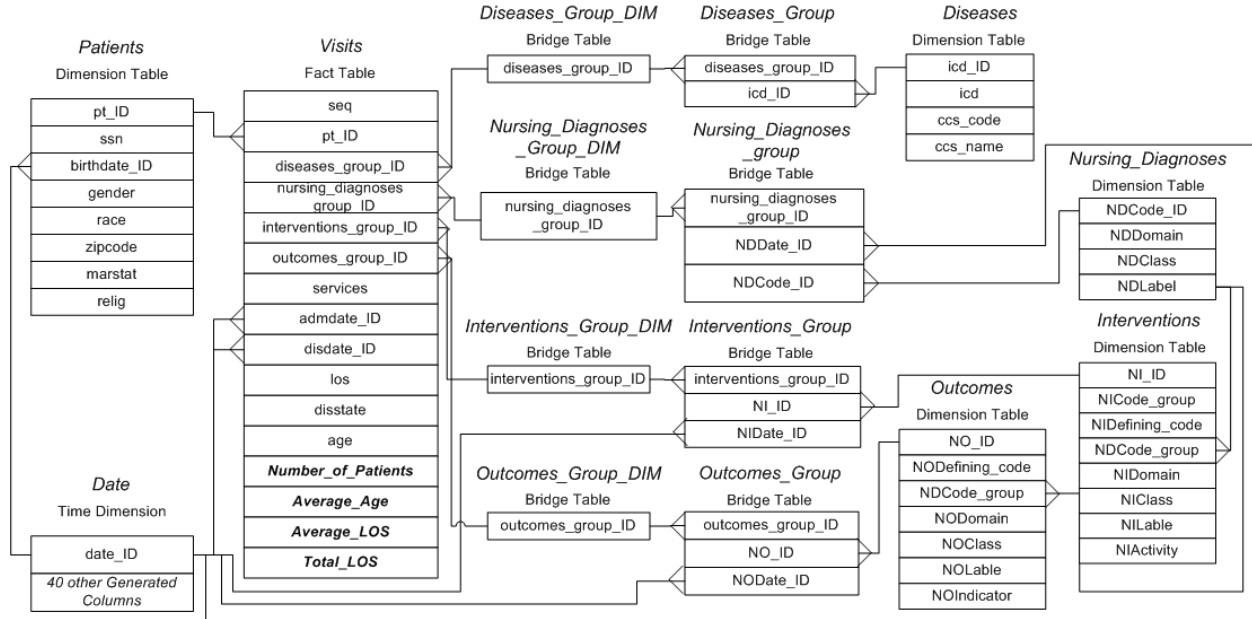 Patients
Dimension Table
pt_ID
ssn
birthdate_ID
gender
race
zipcode
marstat
relig
Date
Time Dimension
date_ID
40 other Generated
Columns
Visits
Fact Table
seq
pt_ID
diseases_group_ID
nursing_diagnoses
group_ID
interventions_group_ID
outcomes_group_ID
services
admdate_ID
disdate_ID
los
disstate
age
Number_of_Patients
Average_Age
Average_LOS
Total_LOS
Diseases_Group_DIM
Bridge Table
diseases_group_ID
Diseases_Group
Bridge Table
diseases_group_ID
icd_ID
Diseases
Dimension Table
icd_ID
icd
ccs_code
ccs_name
Nursing_Diagnoses
_Group_DIM
Bridge Table
nursing_diagnoses
_group_ID
Nursing_Diagnoses
_group
Bridge Table
nursing_diagnoses
_group_ID
NDDate_ID
NDCode_ID
Nursing_Diagnoses
Dimension Table
NDCode_ID
NDDomain
NDClass
NDLabel
Interventions_Group_DIM
Bridge Table
interventions_group_ID
Interventions_Group
Bridge Table
interventions_group_ID
NI_ID
NIDate_ID
Interventions
Dimension Table
NI_ID
NICode_group
NIDefining_code
NDCode_group
NIDomain
NIClass
NILable
NIActivity
Outcomes_Group_DIM
Bridge Table
outcomes_group_ID
Outcomes_Group
Bridge Table
outcomes_group_ID
NO_ID
NODate_ID
Outcomes
Dimension Table
NO_ID
NODefining_code
NDCode_group
NODomain
NOClass
NOLable
NOIndicator